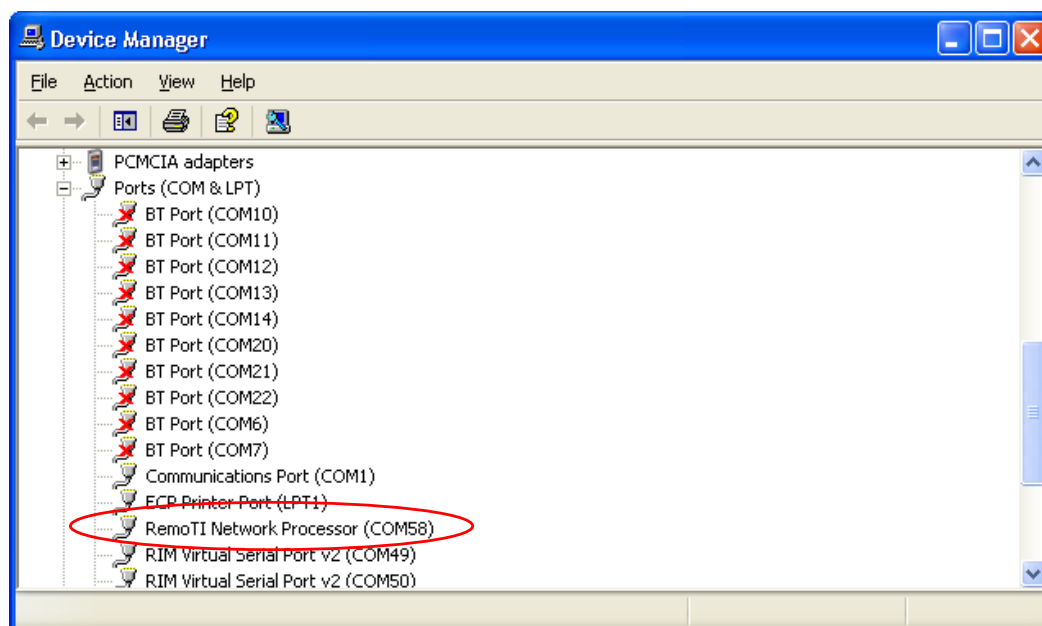 Device Manager
File Action View Help
PCMCIA adapters
Ports (COM & LPT)
BT Port (COM10)
BT Port (COM11)
BT Port (COM12)
BT Port (COM13)
BT Port (COM14)
BT Port (COM20)
BT Port (COM21)
BT Port (COM22)
BT Port (COM6)
BT Port (COM7)
Communications Port (COM1)
ECP Printer Port (LPT1)
RemoTI Network Processor (COM58)
RIM Virtual Serial Port v2 (COM49)
RIM Virtual Serial Port v2 (COM50)